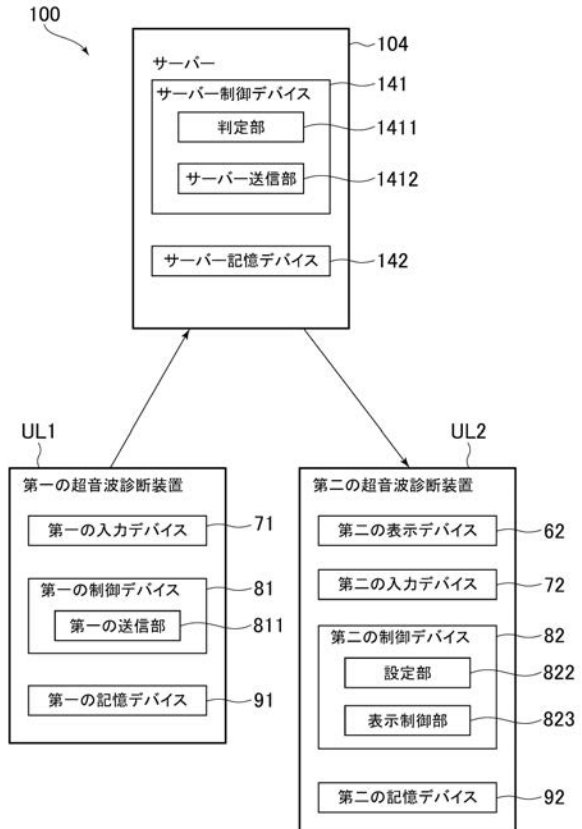 100
104
サーバー
141
サーバー制御デバイス
判定部
1411
サーバー送信部
1412
サーバー記憶デバイス
142
UL1
第一の超音波診断装置
第一の入力デバイス
71
第一の制御デバイス
81
第一の送信部
811
第一の記憶デバイス
91
UL2
第二の超音波診断装置
第二の表示デバイス
62
第二の入力デバイス
72
第二の制御デバイス
82
設定部
822
表示制御部
823
第二の記憶デバイス
92